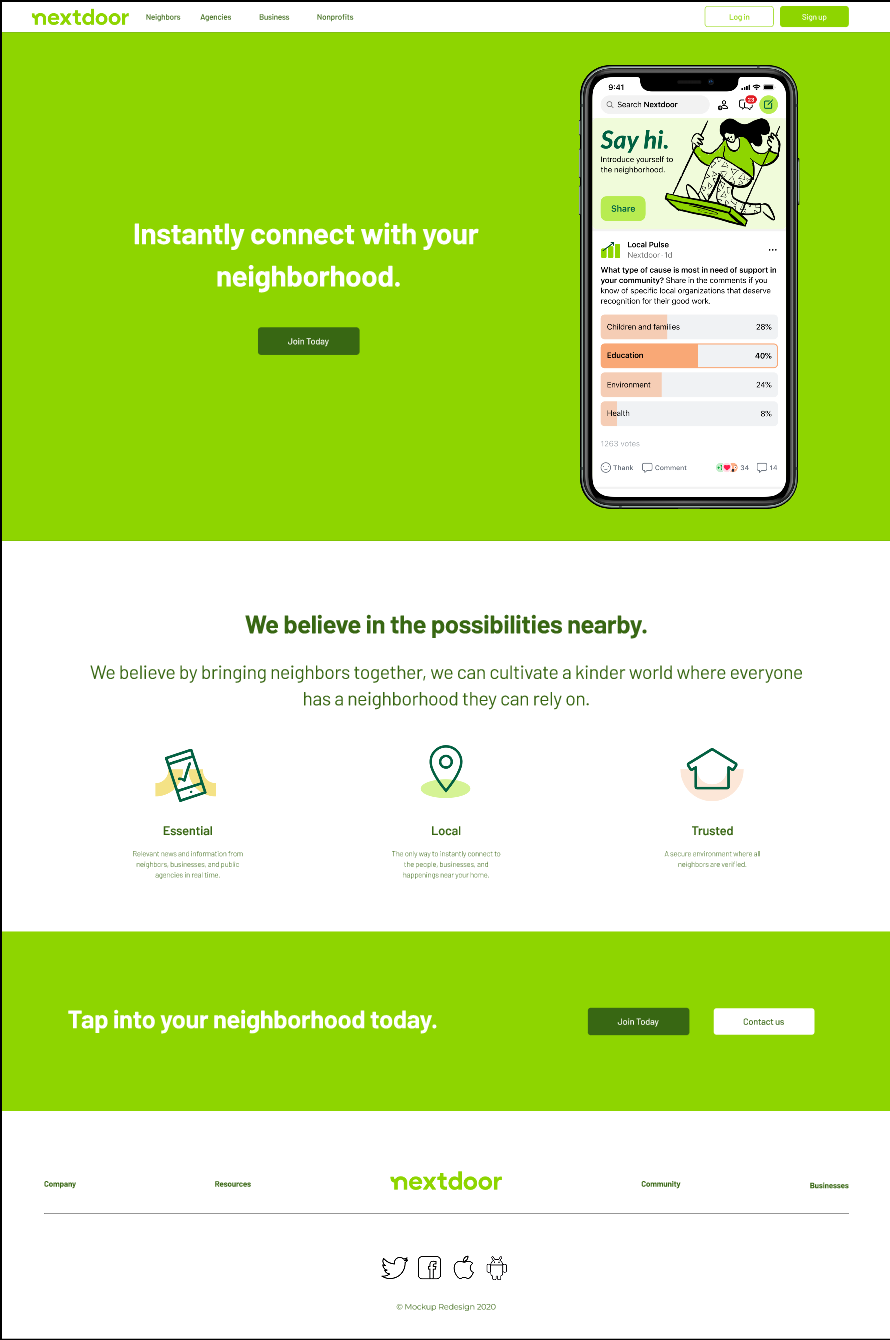 nextdoor
Neighbors
Agencies
Business
Nonprofits
Log in
Sign up
Instantly connect with your
neighborhood.
Join Today
9:41
Search Nextdoor
23
Say hi.
Introduce yourself to
the neighborhood.
Share
Local Pulse
Nextdoor · 1d
What type of cause is most in need of support in
your community? Share in the comments if you
know of specific local organizations that deserve
recognition for their good work.
Children and families 28%
Education 40%
Environment 24%
Health 8%
1263 votes
Thank
Comment
34
14
We believe in the possibilities nearby.
We believe by bringing neighbors together, we can cultivate a kinder world where everyone
has a neighborhood they can rely on.
Essential
Relevant news and information from
neighbors, businesses, and public
agencies in real time.
Local
The only way to instantly connect to
the people, businesses, and
happenings near your home.
Trusted
A secure environment where all
neighbors are verified.
Tap into your neighborhood today.
Join Today
Contact us
Company
Resources
nextdoor
Community
Businesses
© Mockup Redesign 2020